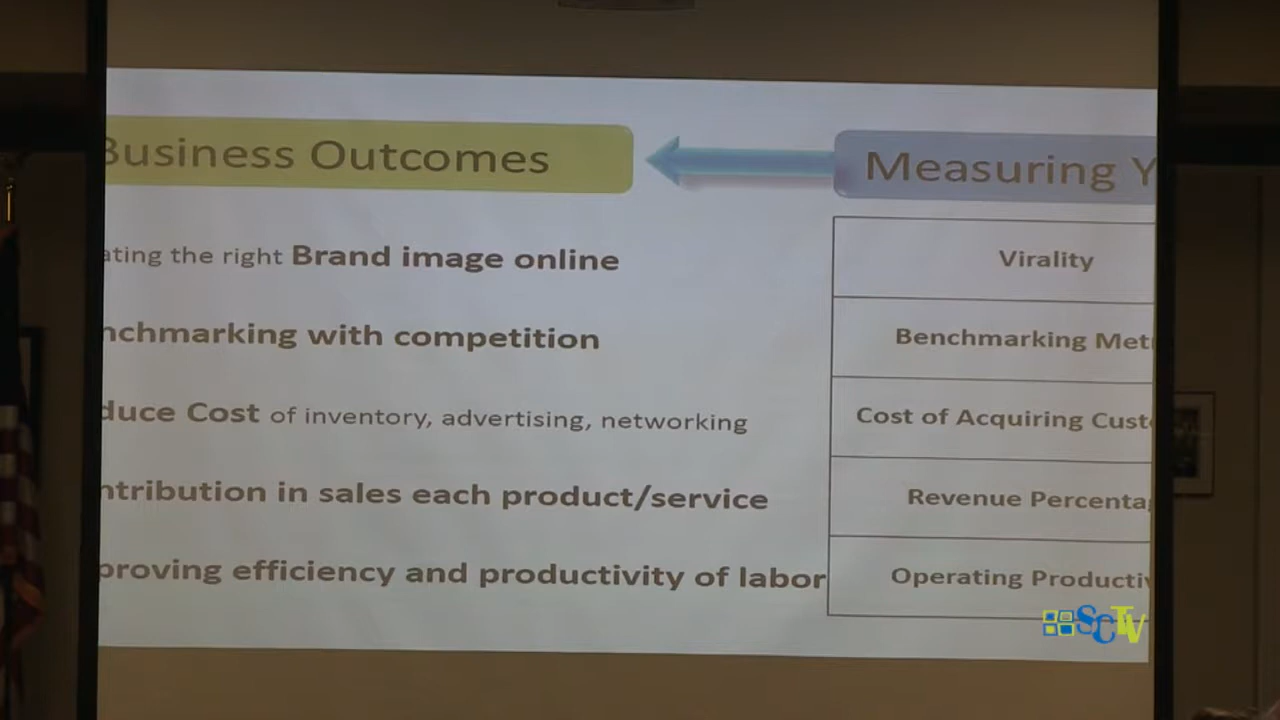 Business Outcomes
Measuring Y
ating the right Brand image online
Virality
nchmarking with competition
Benchmarking Met
duce Cost of inventory, advertising, networking
Cost of Acquiring Cust
ntribution in sales each product/service
Revenue Percenta
proving efficiency and productivity of labor
Operating Productiv
SCTV